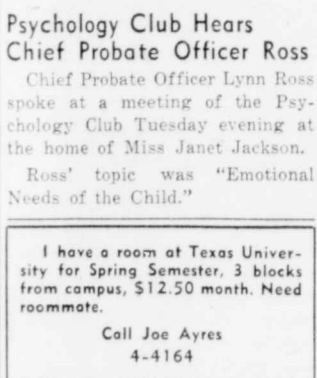 Psychology Club Hears
Chief Probate Officer Ross
Chief Probate Officer Lynn Ross
spoke at a meeting of the Psy-
chology Club Tuesday evening at
the home of Miss Janet Jackson.
Ross' topic was "Emotional
Needs of the Child."
I have a room at Texas Univer-
sity for Spring Semester, 3 blocks
from campus, $12.50 month. Need
roommate.
Call Joe Ayres
4-4164